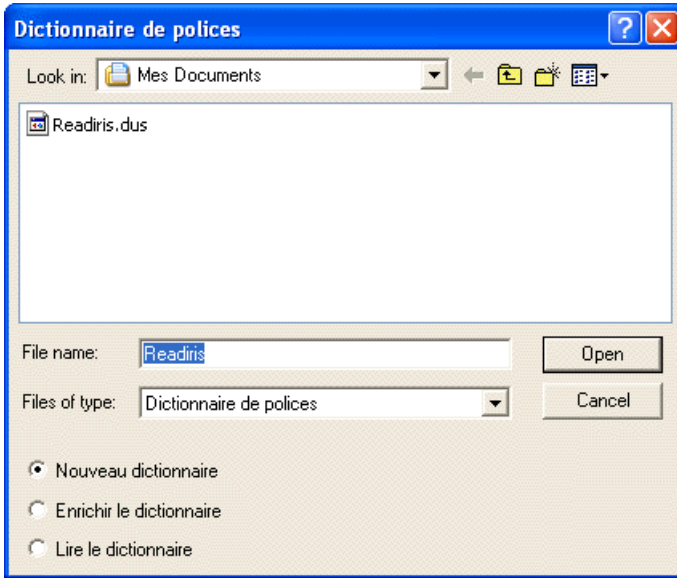 Dictionnaire de polices
Look in: Mes Documents
Readiris.dus
File name: Readiris Open
Files of type: Dictionnaire de polices Cancel
Nouveau dictionnaire
Enrichir le dictionnaire
Lire le dictionnaire